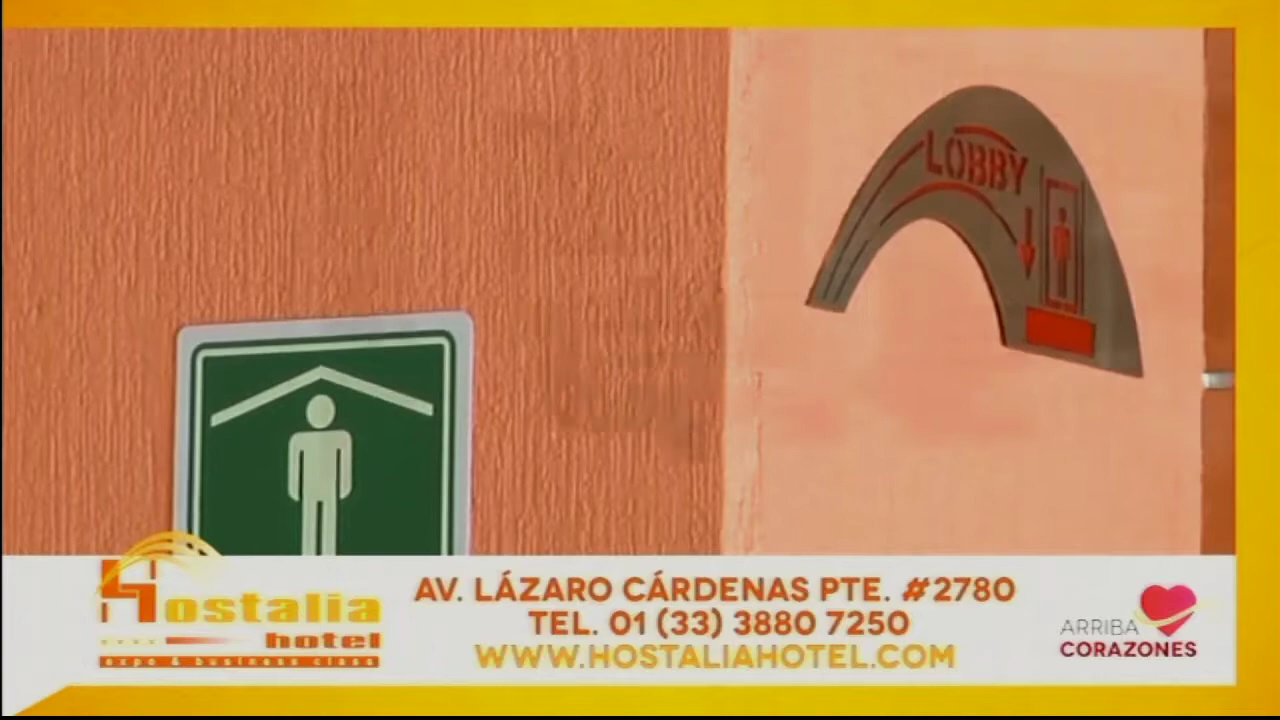 LOBBY
Hostalia
hotel
expo & business class
AV. LÁZARO CÁRDENAS PTE. #2780
TEL. 01 (33) 3880 7250
WWW.HOSTALIAHOTEL.COM
ARRIBA
CORAZONES